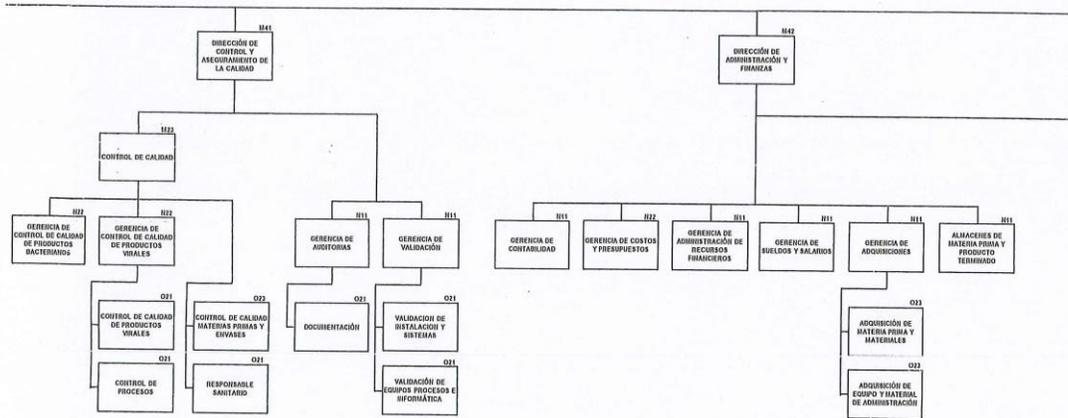 M41
DIRECCIÓN DE
CONTROL Y
ASEGURAMIENTO DE
LA CALIDAD
M42
DIRECCIÓN DE
ADMINISTRACIÓN Y
FINANZAS
CONTROL DE CALIDAD
N22
GERENCIA DE
CONTROL DE CALIDAD
DE PRODUCTOS
BACTERIANOS
N22
GERENCIA DE
CONTROL DE CALIDAD
DE PRODUCTOS
VIRALES
N11
GERENCIA DE
AUDITORIAS
N11
GERENCIA DE
VALIDACIÓN
N11
GERENCIA DE
CONTABILIDAD
N22
GERENCIA DE COSTOS
Y PRESUPUESTOS
N11
GERENCIA DE
ADMINISTRACIÓN DE
RECURSOS
FINANCIEROS
N11
GERENCIA DE
SUELDOS Y SALARIOS
N11
GERENCIA DE
ADQUISICIONES
N11
ALMACENES DE
MATERIA PRIMA Y
PRODUCTO
TERMINADO
O21
CONTROL DE CALIDAD
DE PRODUCTOS
VIRALES
O23
CONTROL DE CALIDAD
MATERIAS PRIMAS Y
ENVASES
O21
DOCUMENTACIÓN
O21
VALIDACION DE
INSTALACION Y
SISTEMAS
O23
ADQUISICIÓN DE
MATERIA PRIMA Y
MATERIALES
O21
CONTROL DE
PROCESOS
O21
RESPONSABLE
SANITARIO
O21
VALIDACIÓN DE
EQUIPOS PROCESOS E
INFORMÁTICA
O23
ADQUISICIÓN DE
EQUIPO Y MATERIAL
DE ADMINISTRACIÓN